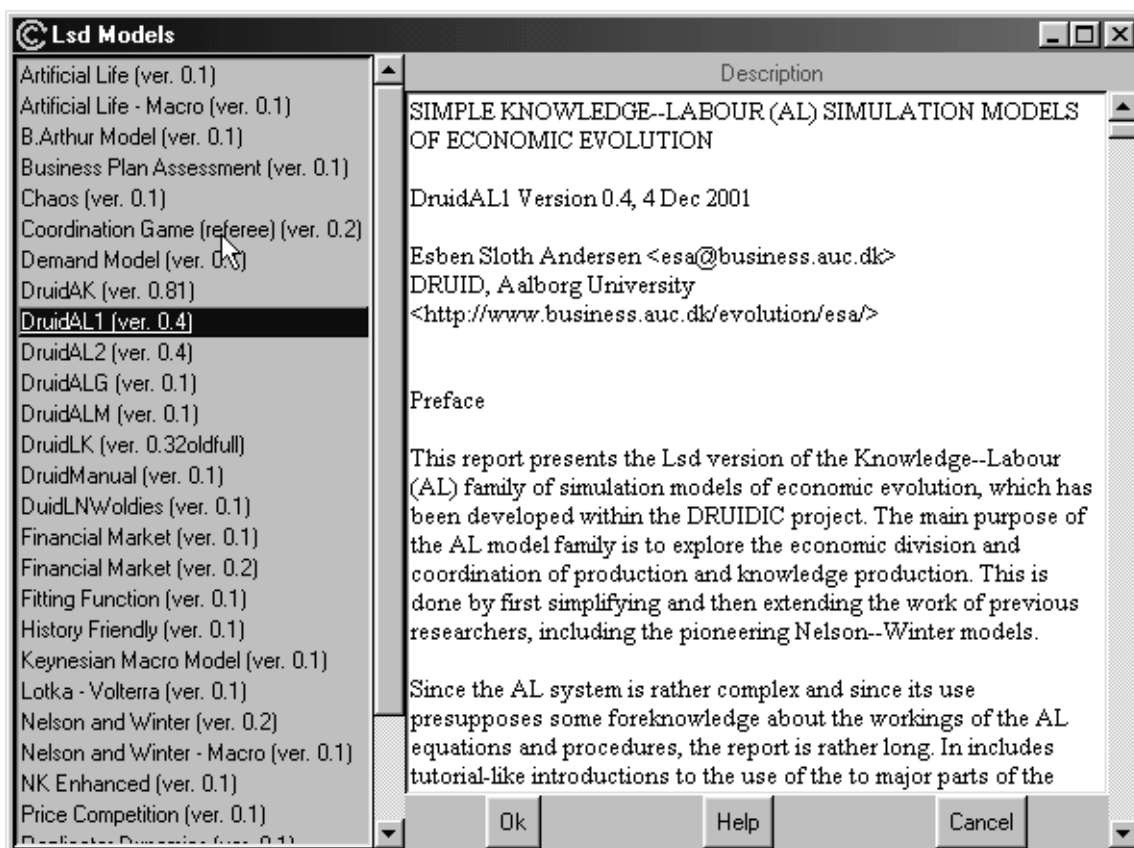 Lsd Models
Artificial Life (ver. 0.1)
Artificial Life - Macro (ver. 0.1)
B.Arthur Model (ver. 0.1)
Business Plan Assessment (ver. 0.1)
Chaos (ver. 0.1)
Coordination Game (referee) (ver. 0.2)
Demand Model (ver.
DruidAK (ver. 0.81)
DruidAL1 (ver. 0.4)
DruidAL2 (ver. 0.4)
DruidALG (ver. 0.1)
DruidALM (ver. 0.1)
DruidLK (ver. 0.32oldfull)
DruidManual (ver. 0.1)
DuidLNWoldies (ver. 0.1)
Financial Market (ver. 0.1)
Financial Market (ver. 0.2)
Fitting Function (ver. 0.1)
History Friendly (ver. 0.1)
Keynesian Macro Model (ver. 0.1)
Lotka - Volterra (ver. 0.1)
Nelson and Winter (ver. 0.2)
Nelson and Winter - Macro (ver. 0.1)
NK Enhanced (ver. 0.1)
Price Competition (ver. 0.1)
Description
SIMPLE KNOWLEDGE--LABOUR (AL) SIMULATION MODELS
OF ECONOMIC EVOLUTION
DruidAL1 Version 0.4, 4 Dec 2001
Esben Sloth Andersen <esa@business.auc.dk>
DRUID, Aalborg University
<http://www.business.auc.dk/evolution/esa/>
Preface
This report presents the Lsd version of the Knowledge--Labour
(AL) family of simulation models of economic evolution, which has
been developed within the DRUIDIC project. The main purpose of
the AL model family is to explore the economic division and
coordination of production and knowledge production. This is
done by first simplifying and then extending the work of previous
researchers, including the pioneering Nelson--Winter models.
Since the AL system is rather complex and since its use
presupposes some foreknowledge about the workings of the AL
equations and procedures, the report is rather long. In includes
tutorial-like introductions to the use of the to major parts of the
Ok
Help
Cancel